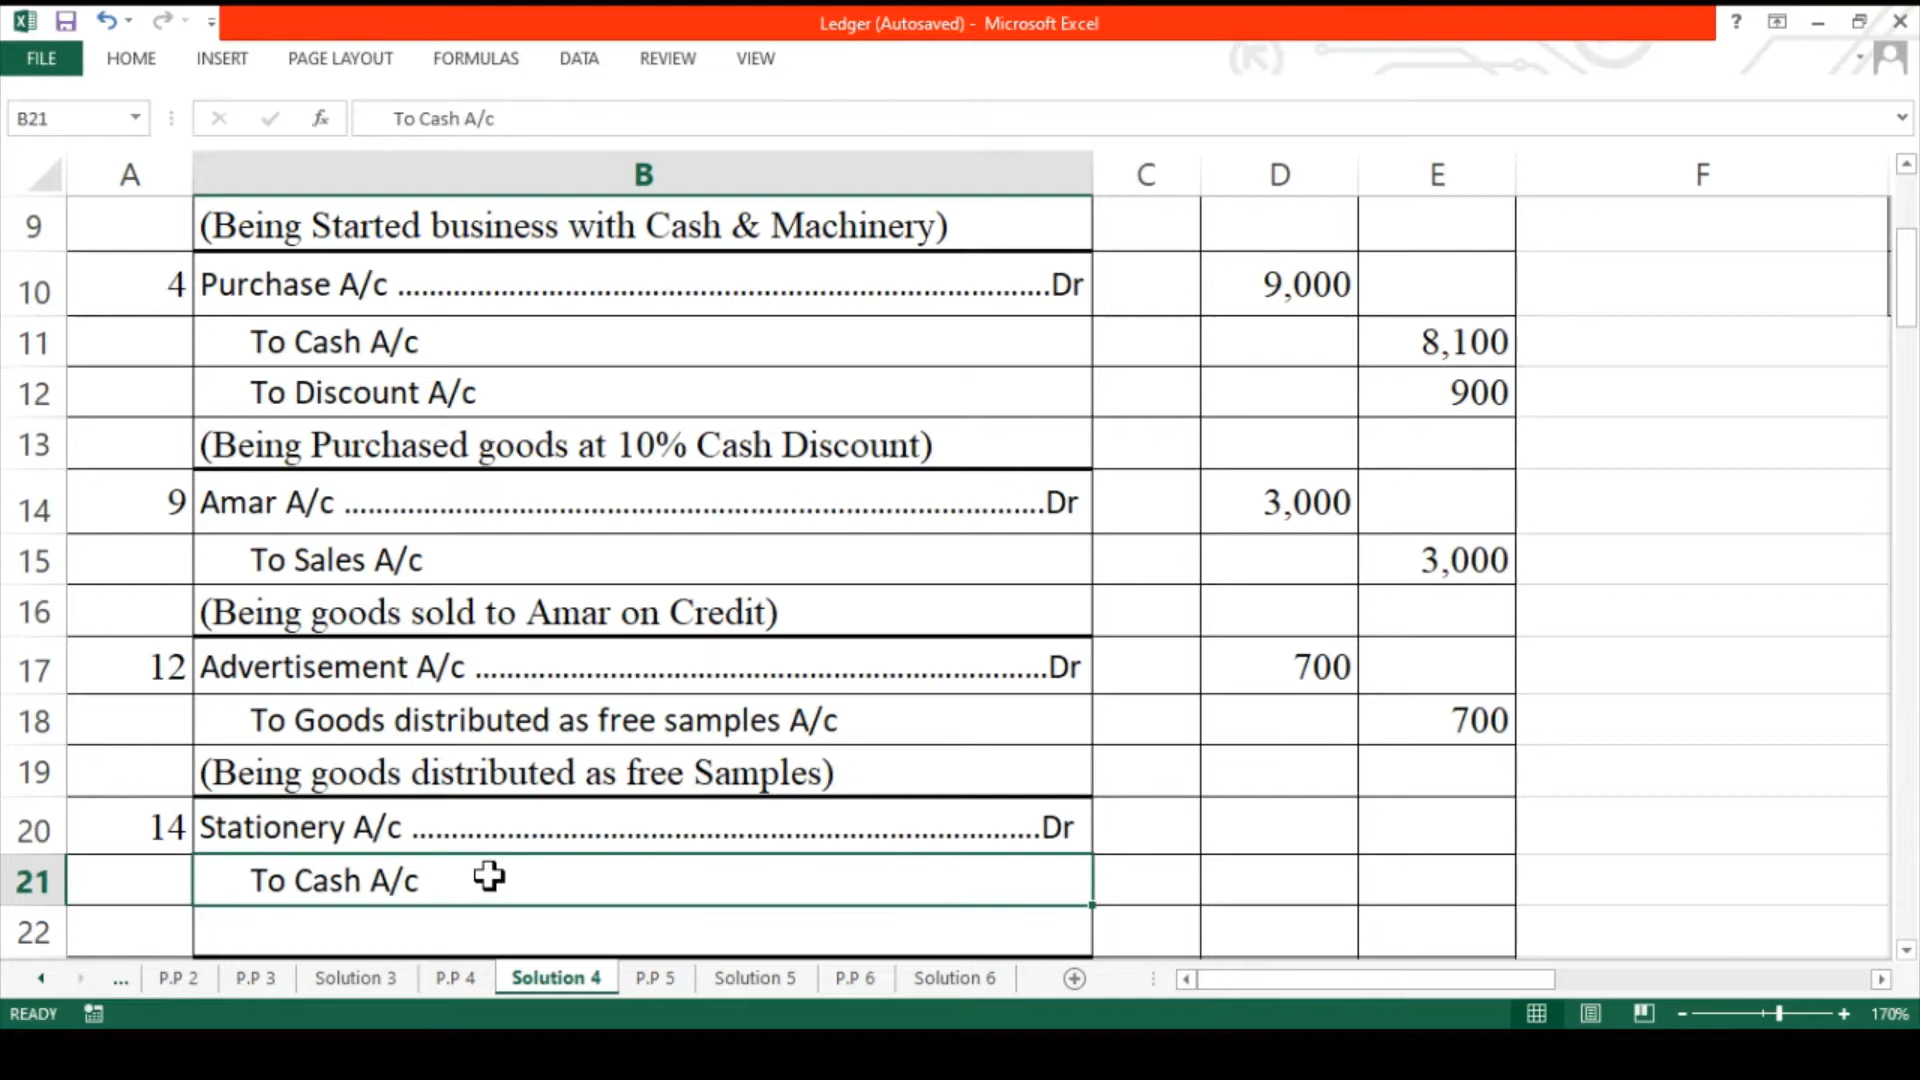 Ledger (Autosaved) - Microsoft Excel ?
FILE HOME INSERT PAGE LAYOUT FORMULAS DATA REVIEW VIEW
B21 fx To Cash A/c
A B C D E F
9 (Being Started business with Cash & Machinery)
10 4 Purchase A/c ..................................................................................Dr 9,000
11 To Cash A/c 8,100
12 To Discount A/c 900
13 (Being Purchased goods at 10% Cash Discount)
14 9 Amar A/c ........................................................................................Dr 3,000
15 To Sales A/c 3,000
16 (Being goods sold to Amar on Credit)
17 12 Advertisement A/c ........................................................................Dr 700
18 To Goods distributed as free samples A/c 700
19 (Being goods distributed as free Samples)
20 14 Stationery A/c ...............................................................................Dr
21 To Cash A/c
22
... P.P 2 P.P 3 Solution 3 P.P 4 Solution 4 P.P 5 Solution 5 P.P 6 Solution 6
READY 170%